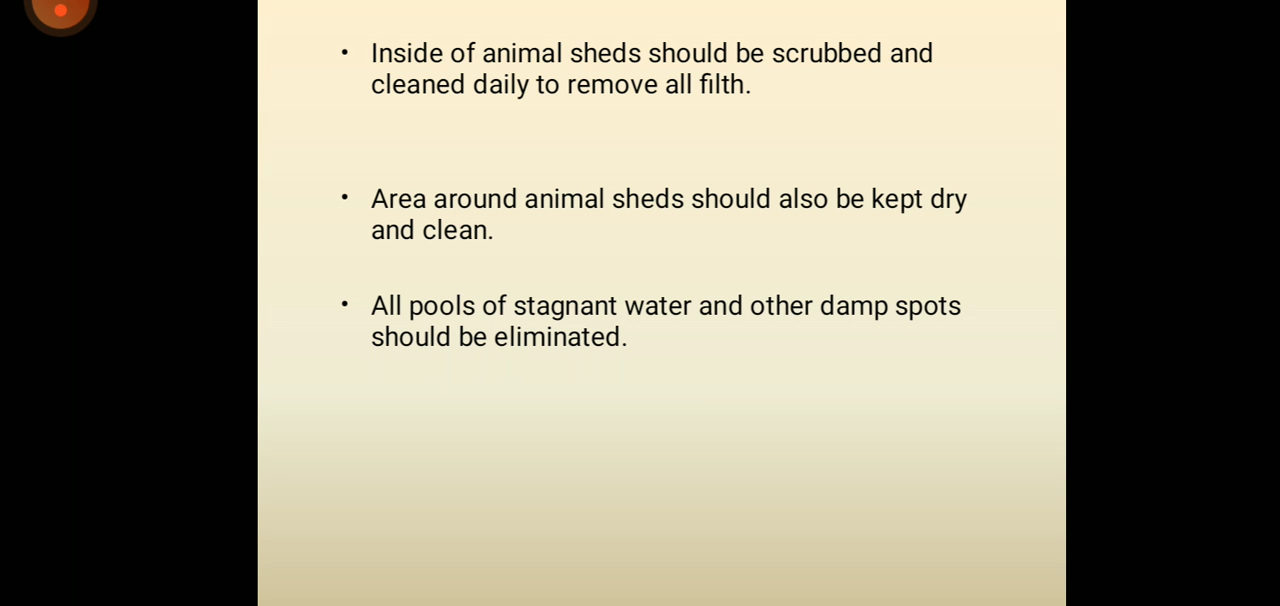 • Inside of animal sheds should be scrubbed and
cleaned daily to remove all filth.
• Area around animal sheds should also be kept dry
and clean.
• All pools of stagnant water and other damp spots
should be eliminated.